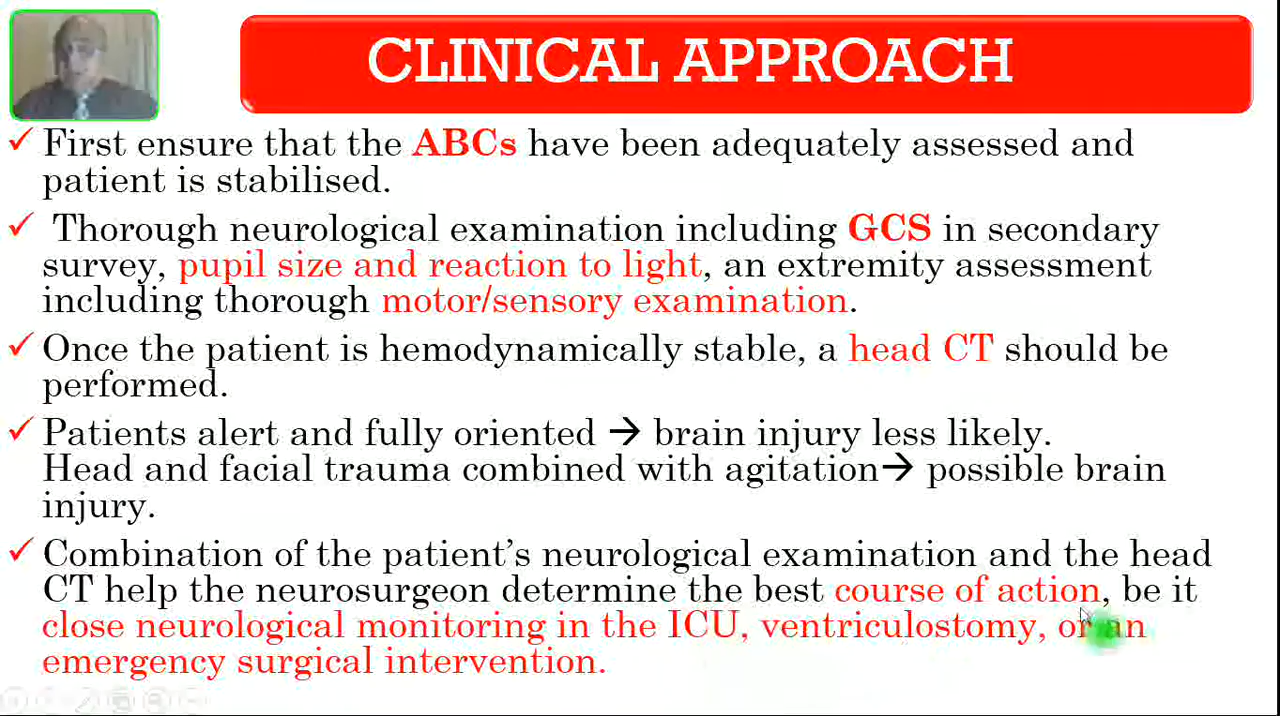 CLINICAL APPROACH
First ensure that the ABCs have been adequately assessed and
patient is stabilised.
Thorough neurological examination including GCS in secondary
survey, pupil size and reaction to light, an extremity assessment
including thorough motor/sensory examination.
Once the patient is hemodynamically stable, a head CT should be
performed.
Patients alert and fully oriented → brain injury less likely.
Head and facial trauma combined with agitation→ possible brain
injury.
Combination of the patient’s neurological examination and the head
CT help the neurosurgeon determine the best course of action, be it
close neurological monitoring in the ICU, ventriculostomy, or an
emergency surgical intervention.